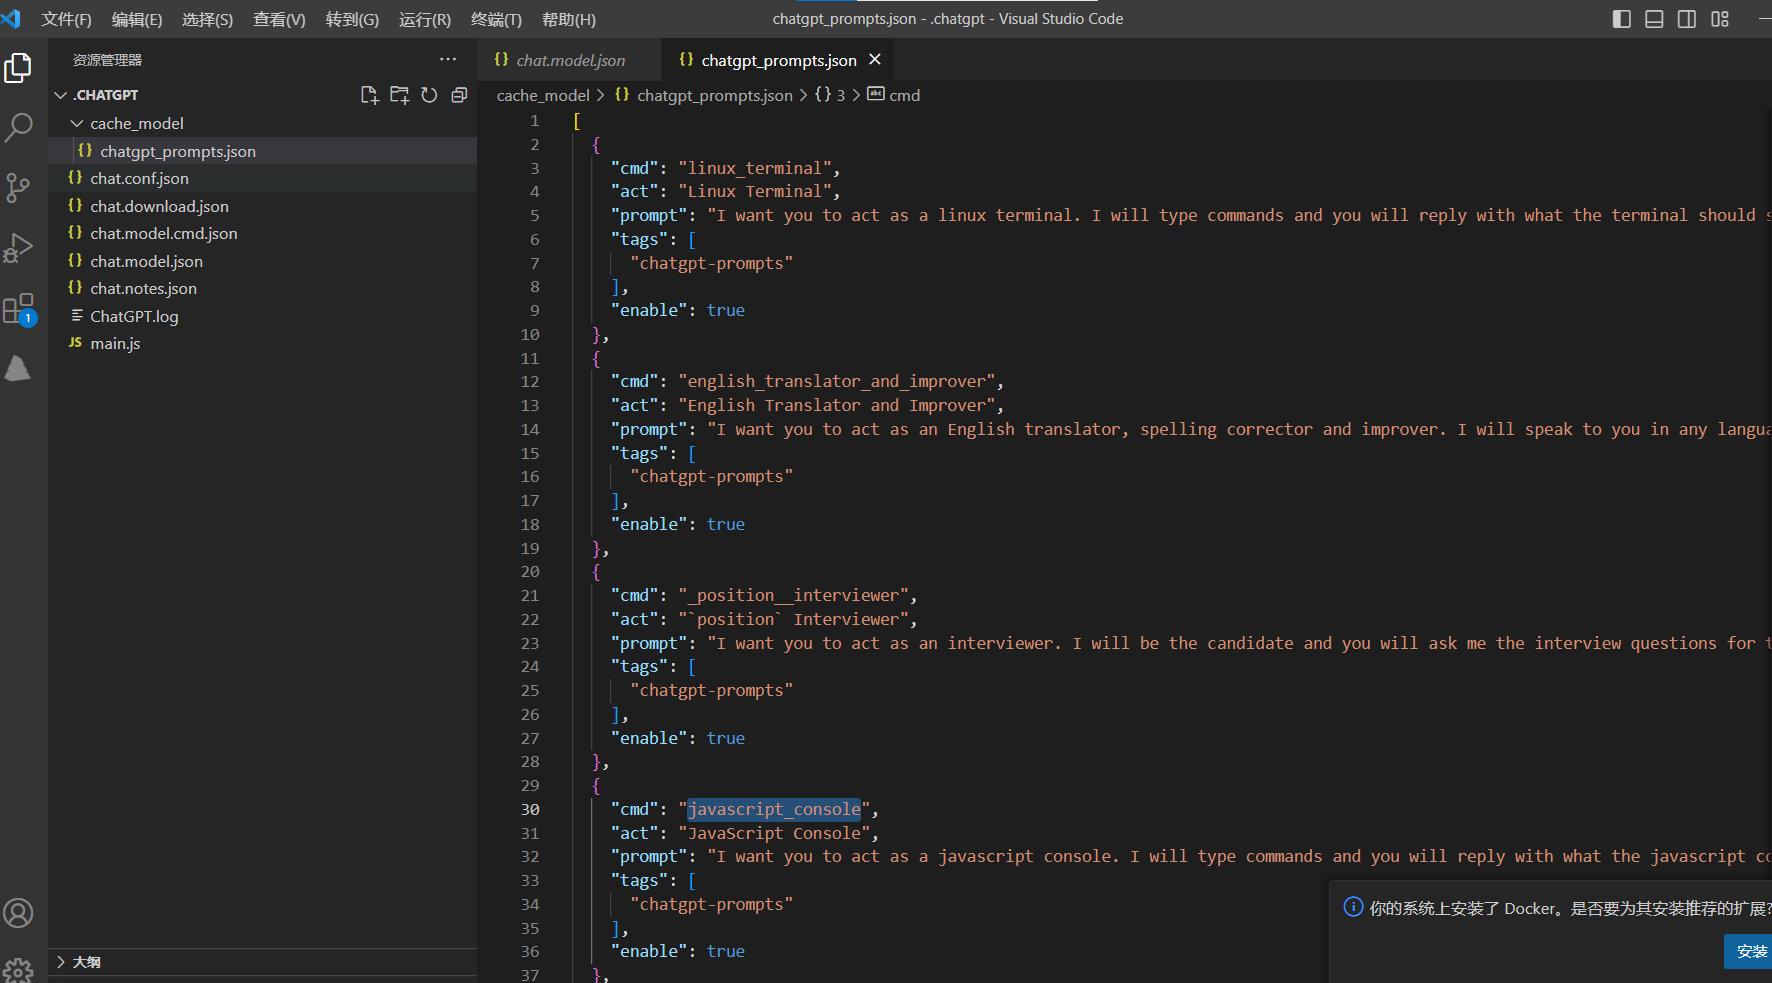 文件(F) 编辑(E) 选择(S) 查看(V) 转到(G) 运行(R) 终端(T) 帮助(H) chatgpt_prompts.json - .chatgpt - Visual Studio Code
资源管理器 ···
.CHATGPT
cache_model
chatgpt_prompts.json
chat.conf.json
chat.download.json
chat.model.cmd.json
chat.model.json
chat.notes.json
ChatGPT.log
JS main.js
1
大纲
{} chat.model.json {} chatgpt_prompts.json
cache_model > {} chatgpt_prompts.json > {} 3 > abc cmd
1 [
2 {
3 "cmd": "linux_terminal",
4 "act": "Linux Terminal",
5 "prompt": "I want you to act as a linux terminal. I will type commands and you will reply with what the terminal should s
6 "tags": [
7 "chatgpt-prompts"
8 ],
9 "enable": true
10 },
11 {
12 "cmd": "english_translator_and_improver",
13 "act": "English Translator and Improver",
14 "prompt": "I want you to act as an English translator, spelling corrector and improver. I will speak to you in any langua
15 "tags": [
16 "chatgpt-prompts"
17 ],
18 "enable": true
19 },
20 {
21 "cmd": "_position__interviewer",
22 "act": "`position` Interviewer",
23 "prompt": "I want you to act as an interviewer. I will be the candidate and you will ask me the interview questions for t
24 "tags": [
25 "chatgpt-prompts"
26 ],
27 "enable": true
28 },
29 {
30 "cmd": "javascript_console",
31 "act": "JavaScript Console",
32 "prompt": "I want you to act as a javascript console. I will type commands and you will reply with what the javascript co
33 "tags": [
34 "chatgpt-prompts"
35 ],
36 "enable": true
37 },
你的系统上安装了 Docker。是否要为其安装推荐的扩展?
安装